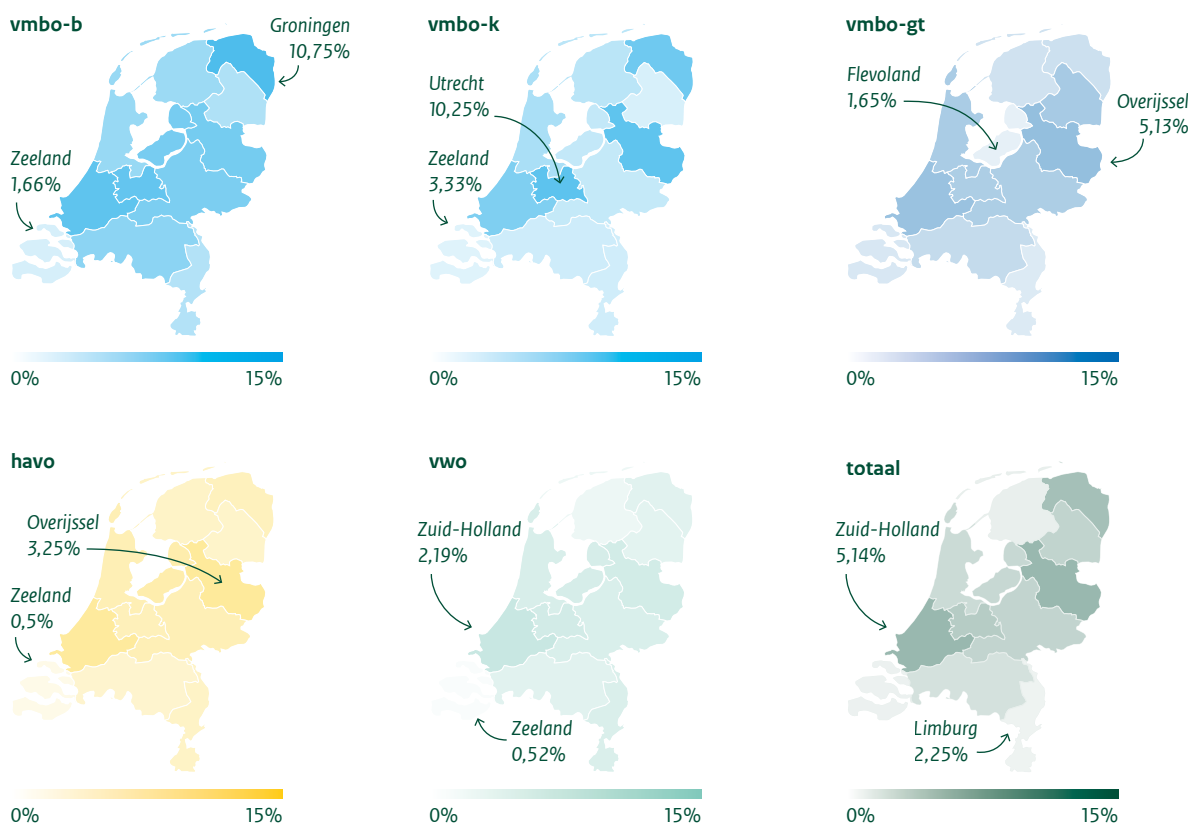 vmbo-b
Groningen
10,75%
Zeeland
1,66%
0%
15%
vmbo-k
Utrecht
10,25%
Zeeland
3,33%
0%
15%
vmbo-gt
Flevoland
1,65%
Overijssel
5,13%
0%
15%
havo
Overijssel
3,25%
Zeeland
0,5%
0%
15%
vwo
Zuid-Holland
2,19%
Zeeland
0,52%
0%
15%
totaal
Zuid-Holland
5,14%
Limburg
2,25%
0%
15%